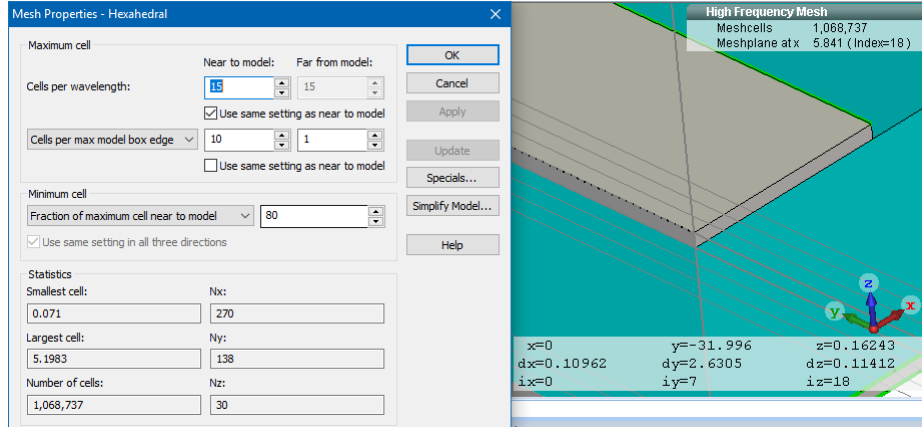 Mesh Properties - Hexahedral
Maximum cell
Near to model: Far from model:
Cells per wavelength: 15 15
Use same setting as near to model
Cells per max model box edge 10 1
Use same setting as near to model
Minimum cell
Fraction of maximum cell near to model 80
Use same setting in all three directions
Statistics
Smallest cell: Nx:
0.071 270
Largest cell: Ny:
5.1983 138
Number of cells: Nz:
1,068,737 30
OK
Cancel
Apply
Update
Specials...
Simplify Model...
Help
High Frequency Mesh
Meshcells 1,068,737
Meshplane at x 5.841 ( Index=18 )
z
y x
x=0 y=-31.996 z=0.16243
dx=0.10962 dy=2.6305 dz=0.11412
ix=0 iy=7 iz=18